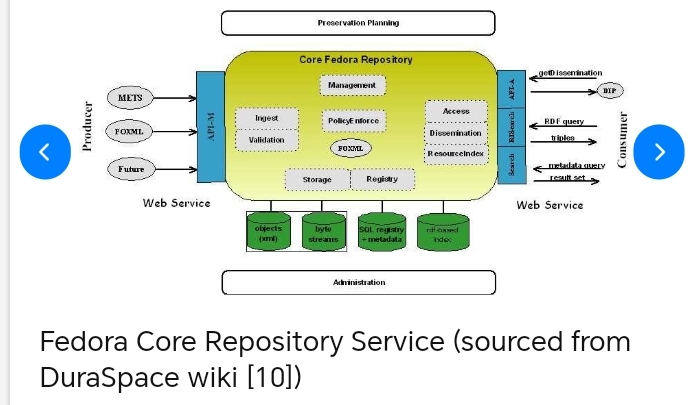 Preservation Planning
Core Fedora Repository
Management
Ingest
Validation
PolicyEnforce
FOXML
Access
Dissemination
ResourceIndex
Storage
Registry
Producer
METS
FOXML
Future
API-M
Web Service
API-A
RISearch
Search
getDissemination
DIP
RDF query
triples
metadata query
result set
Consumer
Web Service
objects
(xml)
byte
streams
SQL registry
+ metadata
rdf-based
index
Administration
Fedora Core Repository Service (sourced from
DuraSpace wiki [10])